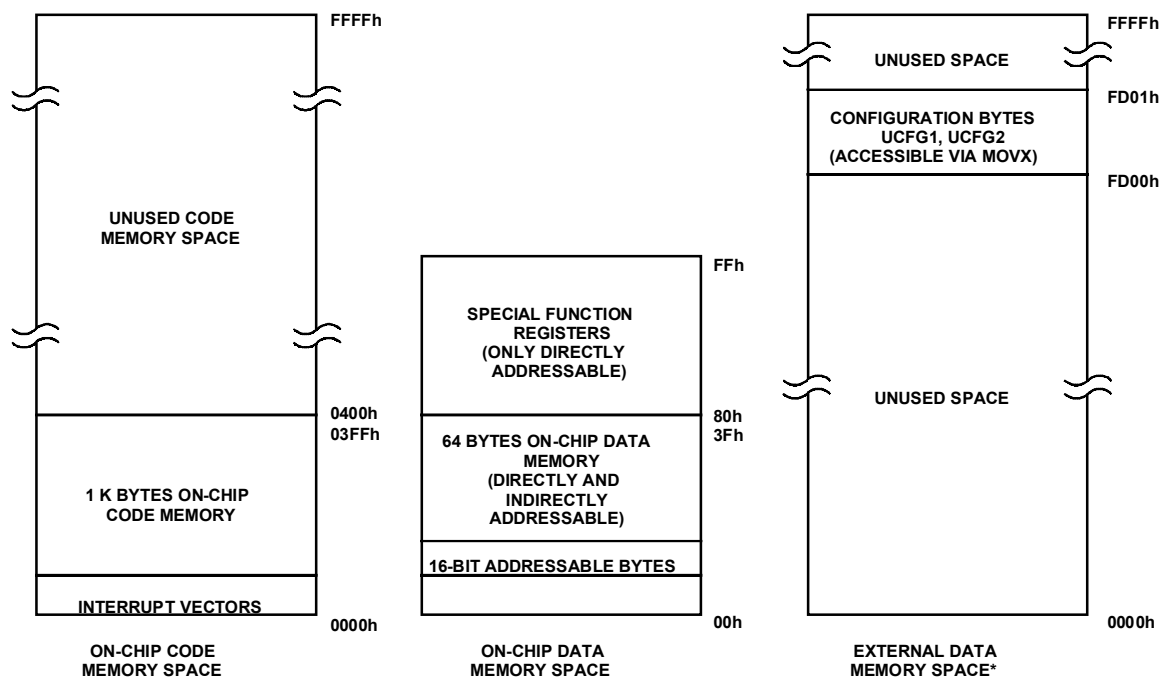 FFFFh
UNUSED CODE
MEMORY SPACE
0400h
03FFh
1 K BYTES ON-CHIP
CODE MEMORY
INTERRUPT VECTORS
0000h
ON-CHIP CODE
MEMORY SPACE
FFh
SPECIAL FUNCTION
REGISTERS
(ONLY DIRECTLY
ADDRESSABLE)
80h
3Fh
64 BYTES ON-CHIP DATA
MEMORY
(DIRECTLY AND
INDIRECTLY
ADDRESSABLE)
16-BIT ADDRESSABLE BYTES
00h
ON-CHIP DATA
MEMORY SPACE
FFFFh
UNUSED SPACE
FD01h
CONFIGURATION BYTES
UCFG1, UCFG2
(ACCESSIBLE VIA MOVX)
FD00h
UNUSED SPACE
0000h
EXTERNAL DATA
MEMORY SPACE*